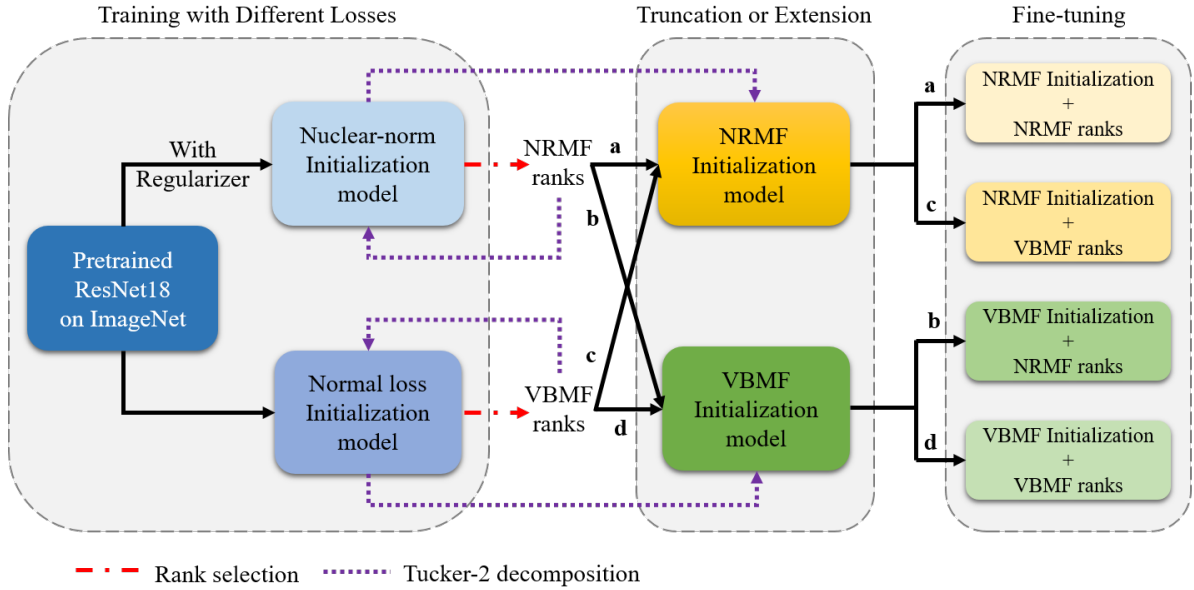 Training with Different Losses
Truncation or Extension
Fine-tuning
With
Regularizer
Pretrained
ResNet18
on ImageNet
Nuclear-norm
Initialization
model
Normal loss
Initialization
model
NRMF
ranks
VBMF
ranks
a
b
c
d
NRMF
Initialization
model
VBMF
Initialization
model
a
NRMF Initialization
+
NRMF ranks
c
NRMF Initialization
+
VBMF ranks
b
VBMF Initialization
+
NRMF ranks
d
VBMF Initialization
+
VBMF ranks
Rank selection
Tucker-2 decomposition